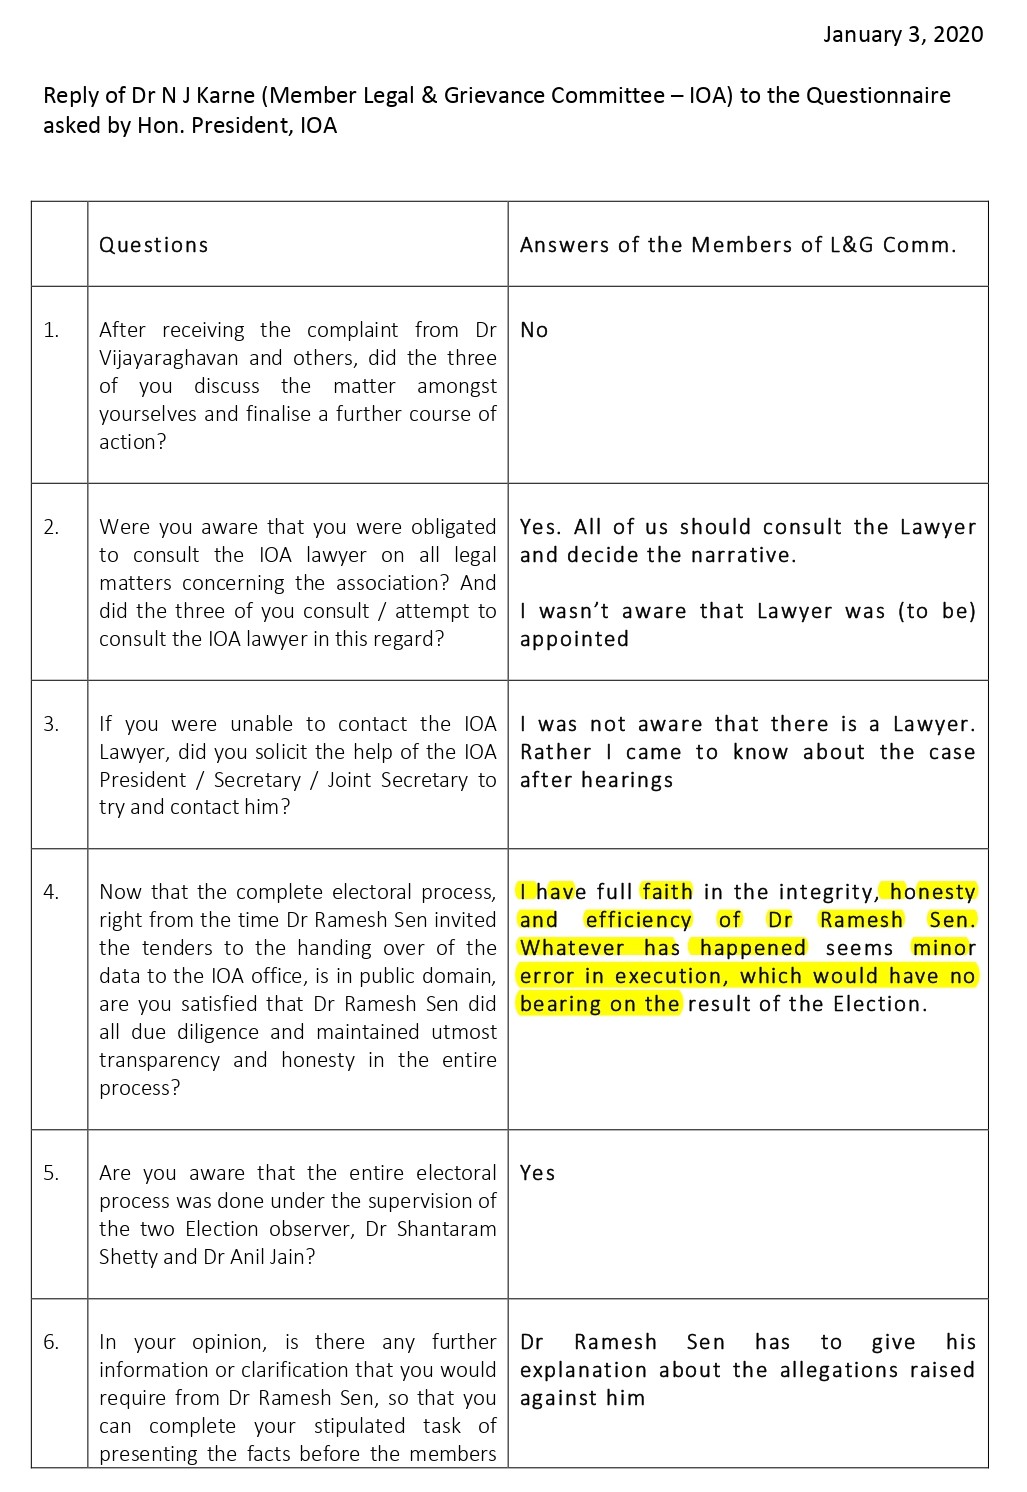 January 3, 2020
Reply of Dr N J Karne (Member Legal & Grievance Committee – IOA) to the Questionnaire
asked by Hon. President, IOA
Questions
Answers of the Members of L&G Comm.
1.
After receiving the complaint from Dr
Vijayaraghavan and others, did the three
of you discuss the matter amongst
yourselves and finalise a further course of
action?
No
2.
Were you aware that you were obligated
to consult the IOA lawyer on all legal
matters concerning the association? And
did the three of you consult / attempt to
consult the IOA lawyer in this regard?
Yes. All of us should consult the Lawyer
and decide the narrative.
I wasn’t aware that Lawyer was (to be)
appointed
3.
If you were unable to contact the IOA
Lawyer, did you solicit the help of the IOA
President / Secretary / Joint Secretary to
try and contact him?
I was not aware that there is a Lawyer.
Rather I came to know about the case
after hearings
4.
Now that the complete electoral process,
right from the time Dr Ramesh Sen invited
the tenders to the handing over of the
data to the IOA office, is in public domain,
are you satisfied that Dr Ramesh Sen did
all due diligence and maintained utmost
transparency and honesty in the entire
process?
I have full faith in the integrity, honesty
and efficiency of Dr Ramesh Sen.
Whatever has happened seems minor
error in execution, which would have no
bearing on the result of the Election.
5.
Are you aware that the entire electoral
process was done under the supervision of
the two Election observer, Dr Shantaram
Shetty and Dr Anil Jain?
Yes
6.
In your opinion, is there any further
information or clarification that you would
require from Dr Ramesh Sen, so that you
can complete your stipulated task of
presenting the facts before the members
Dr Ramesh Sen has to give his
explanation about the allegations raised
against him